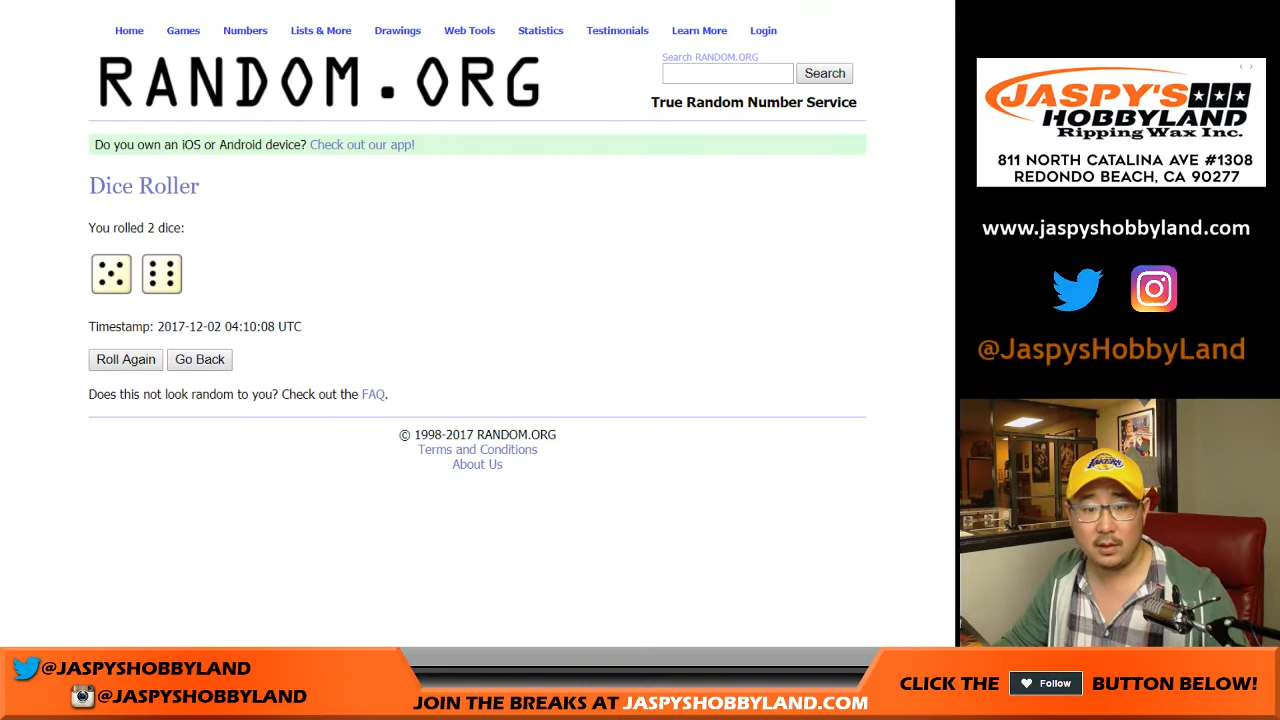 Home Games Numbers Lists & More Drawings Web Tools Statistics Testimonials Learn More Login
RANDOM.ORG
Search RANDOM.ORG
Search
True Random Number Service
Do you own an iOS or Android device? Check out our app!
Dice Roller
You rolled 2 dice:
Timestamp: 2017-12-02 04:10:08 UTC
Roll Again Go Back
Does this not look random to you? Check out the FAQ.
© 1998-2017 RANDOM.ORG
Terms and Conditions
About Us
JASPY'S
HOBBYLAND
Ripping Wax Inc.
811 NORTH CATALINA AVE #1308
REDONDO BEACH, CA 90277
www.jaspyshobbyland.com
@JaspysHobbyLand
LAKERS
@JASPYSHOBBYLAND
@JASPYSHOBBYLAND
JOIN THE BREAKS AT JASPYSHOBBYLAND.COM
CLICK THE Follow BUTTON BELOW!